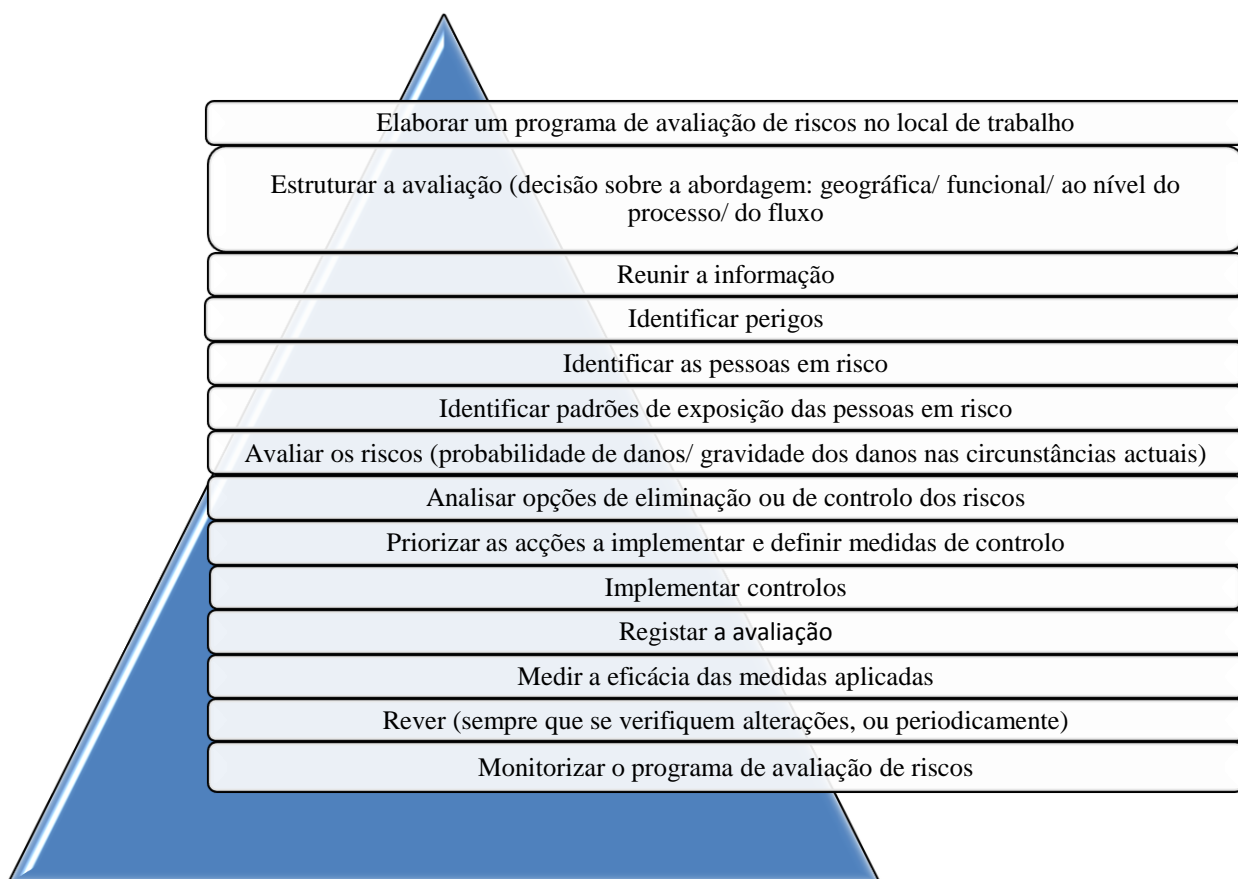 Elaborar um programa de avaliação de riscos no local de trabalho
Estruturar a avaliação (decisão sobre a abordagem: geográfica/ funcional/ ao nível do
processo/ do fluxo
Reunir a informação
Identificar perigos
Identificar as pessoas em risco
Identificar padrões de exposição das pessoas em risco
Avaliar os riscos (probabilidade de danos/ gravidade dos danos nas circunstâncias actuais)
Analisar opções de eliminação ou de controlo dos riscos
Priorizar as acções a implementar e definir medidas de controlo
Implementar controlos
Registar a avaliação
Medir a eficácia das medidas aplicadas
Rever (sempre que se verifiquem alterações, ou periodicamente)
Monitorizar o programa de avaliação de riscos